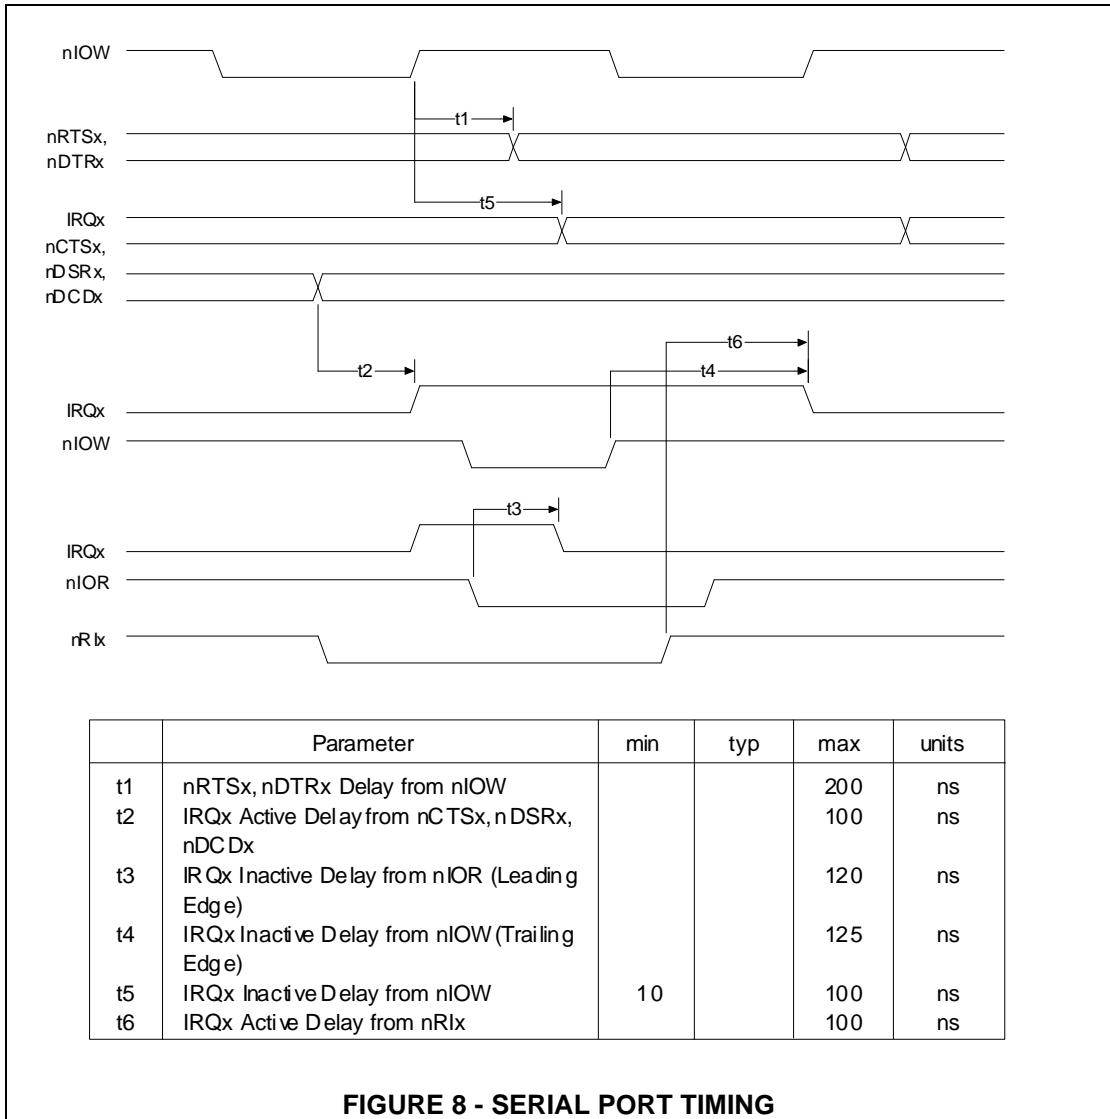 nIOW
t1
nRTSx,
nDTRx
t5
IRQx
nCTSx,
nDSRx,
nDCDx
t6
t2
t4
IRQx
nIOW
t3
IRQx
nIOR
nRIx
Parameter min typ max units
t1 nRTSx, nDTRx Delay from nIOW 200 ns
t2 IRQx Active Delay from nCTSx, nDSRx, 100 ns
nDCDx
t3 IRQx Inactive Delay from nIOR (Leading 120 ns
Edge)
t4 IRQx Inactive Delay from nIOW (Trailing 125 ns
Edge)
t5 IRQx Inactive Delay from nIOW 10 100 ns
t6 IRQx Active Delay from nRIx 100 ns
FIGURE 8 - SERIAL PORT TIMING